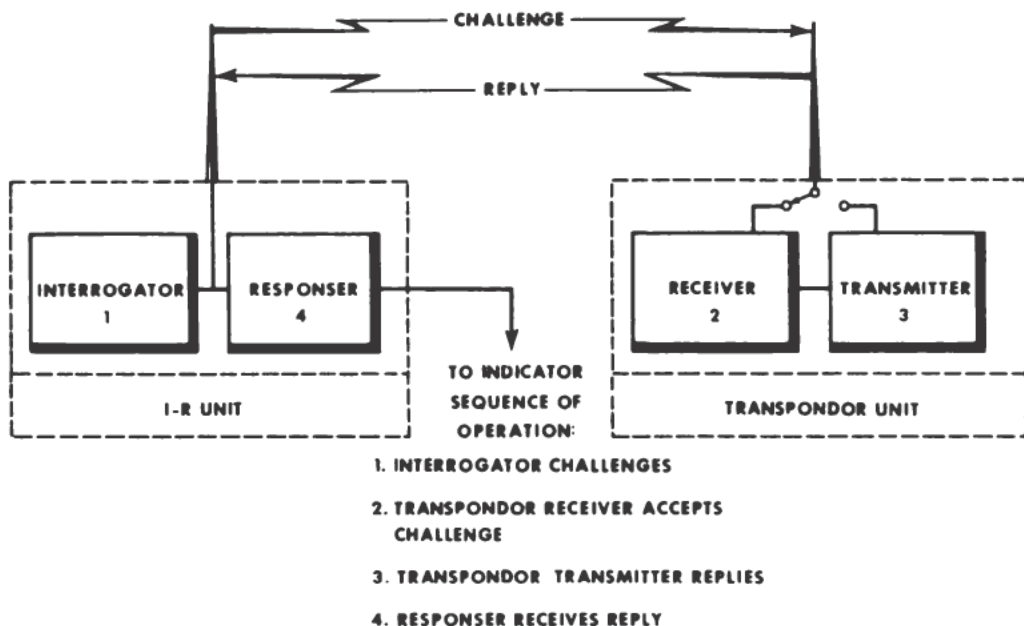 CHALLENGE
REPLY
INTERROGATOR
1
RESPONSER
4
RECEIVER
2
TRANSMITTER
3
I-R UNIT
TRANSPONDOR UNIT
TO INDICATOR
SEQUENCE OF
OPERATION:
1. INTERROGATOR CHALLENGES
2. TRANSPONDOR RECEIVER ACCEPTS
CHALLENGE
3. TRANSPONDOR TRANSMITTER REPLIES
4. RESPONSER RECEIVES REPLY